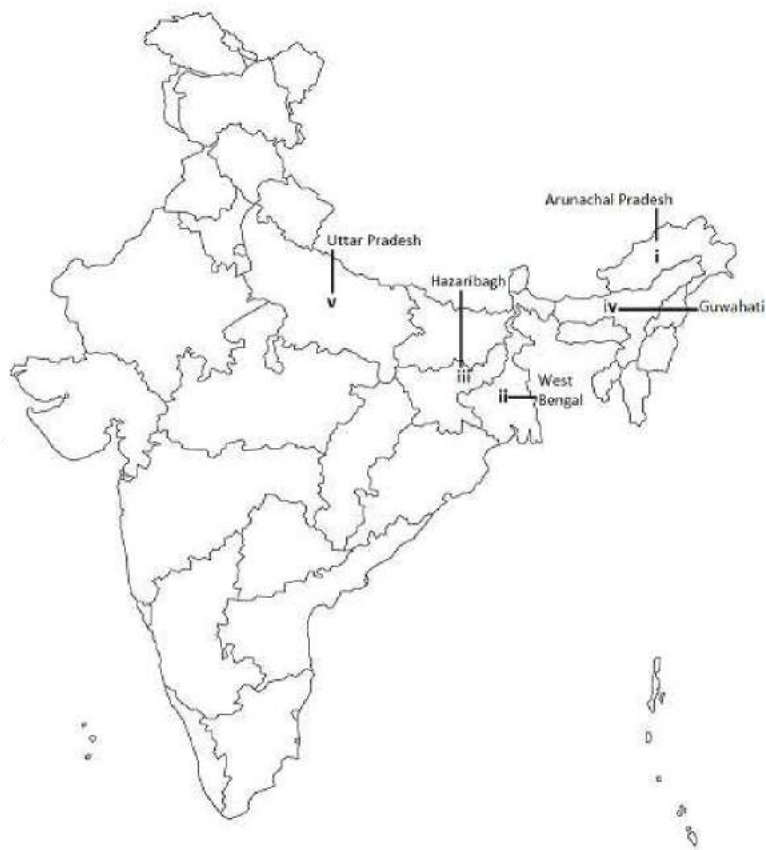 Arunachal Pradesh
i
Uttar Pradesh
v
Hazaribagh
iv
Guwahati
iii
ii
West
Bengal